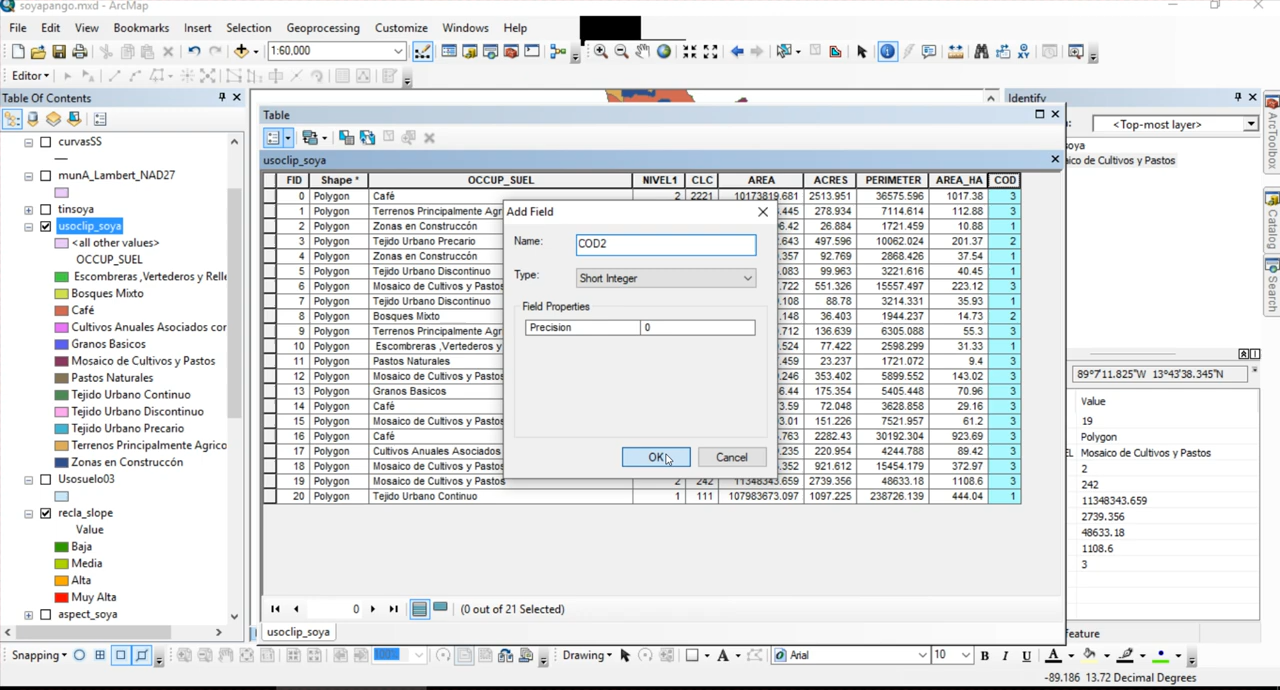 soyapango.mxd - ArcMap
File Edit View Bookmarks Insert Selection Geoprocessing Customize Windows Help
1:60,000
Editor
Table Of Contents
curvasSS
munA_Lambert_NAD27
tinsoya
usoclip_soya
<all other values>
OCCUP_SUEL
Escombreras ,Vertederos y Relle
Bosques Mixto
Café
Cultivos Anuales Asociados con
Granos Basicos
Mosaico de Cultivos y Pastos
Pastos Naturales
Tejido Urbano Continuo
Tejido Urbano Discontinuo
Tejido Urbano Precario
Terrenos Principalmente Agrico
Zonas en Construccón
Usosuelo03
recla_slope
Value
Baja
Media
Alta
Muy Alta
aspect_soya
Table
usoclip_soya
FID Shape * OCCUP_SUEL NIVEL1 CLC AREA ACRES PERIMETER AREA_HA COD
0 Polygon Café 2 2221 10173819.681 2513.951 36575.596 1017.38 3
1 Polygon Terrenos Principalmente Agr .445 278.934 7114.614 112.88 3
2 Polygon Zonas en Construccón 6.42 26.884 1721.459 10.88 1
3 Polygon Tejido Urbano Precario .643 497.596 10062.024 201.37 2
4 Polygon Zonas en Construccón .357 92.769 2868.426 37.54 1
5 Polygon Tejido Urbano Discontinuo .083 99.963 3221.616 40.45 1
6 Polygon Mosaico de Cultivos y Pastos .722 551.326 15557.497 223.12 3
7 Polygon Tejido Urbano Discontinuo .108 88.78 3214.331 35.93 1
8 Polygon Bosques Mixto .148 36.403 1944.237 14.73 2
9 Polygon Terrenos Principalmente Agr .712 136.639 6305.088 55.3 3
10 Polygon Escombreras ,Vertederos y .524 77.422 2598.299 31.33 1
11 Polygon Pastos Naturales .459 23.237 1721.072 9.4 3
12 Polygon Mosaico de Cultivos y Pastos .246 353.402 5899.552 143.02 3
13 Polygon Granos Basicos 6.44 175.354 5405.448 70.96 3
14 Polygon Café 3.59 72.048 3628.858 29.16 3
15 Polygon Mosaico de Cultivos y Pastos 3.01 151.226 7521.957 61.2 3
16 Polygon Café .763 2282.43 30192.304 923.69 3
17 Polygon Cultivos Anuales Asociados .235 220.954 4244.788 89.42 3
18 Polygon Mosaico de Cultivos y Pastos .352 921.612 15454.179 372.97 3
19 Polygon Mosaico de Cultivos y Pastos 2 242 11348343.659 2739.356 48633.18 1108.6 3
20 Polygon Tejido Urbano Continuo 1 111 107983673.097 1097.225 238726.139 444.04 1
0 (0 out of 21 Selected)
usoclip_soya
Add Field
Name: COD2
Type: Short Integer
Field Properties
Precision 0
OK Cancel
Identify
<Top-most layer>
soya
aico de Cultivos y Pastos
89°7'11.825"W 13°43'38.345"N
Value
19
Polygon
EL Mosaico de Cultivos y Pastos
2
242
11348343.659
2739.356
48633.18
1108.6
3
feature
ArcToolbox
Catalog
Search
Snapping
Drawing Arial 10 B I U A
-89.186 13.72 Decimal Degrees